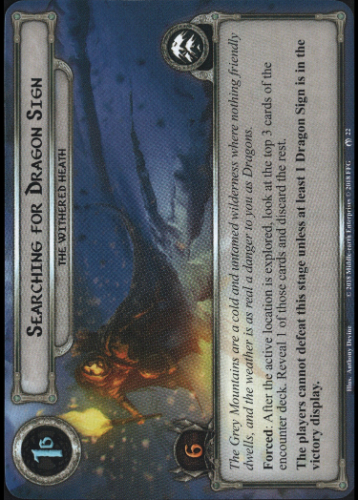 1B
SEARCHING FOR DRAGON SIGN
THE WITHERED HEATH
6
The Grey Mountains are a cold and untamed wilderness where nothing friendly
dwells, and the weather is as real a danger to you as Dragons.
Forced: After the active location is explored, look at the top 3 cards of the
encounter deck. Reveal 1 of those cards and discard the rest.
The players cannot defeat this stage unless at least 1 Dragon Sign is in the
victory display.
Illus. Anthony Devine © 2018 Middle-earth Enterprises © 2018 FFG 22